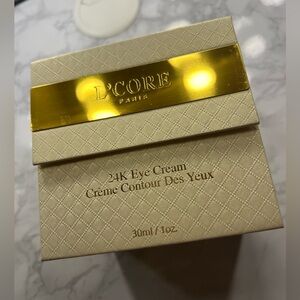 L'CORE
PARIS
24K Eye Cream
Crème Contour Des Yeux
30ml / 1oz.